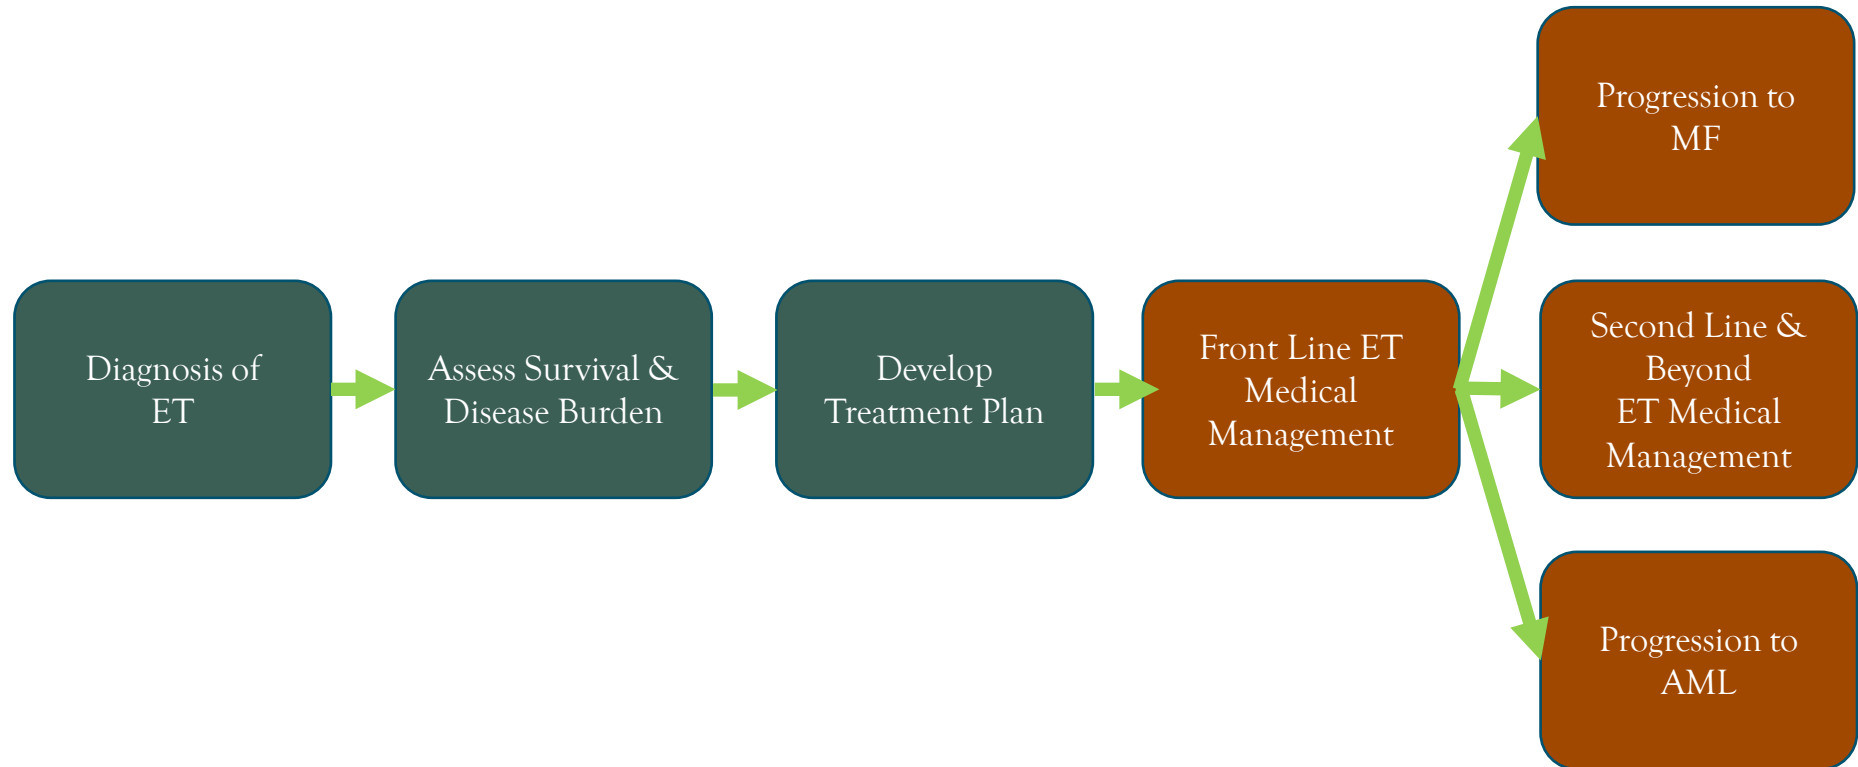 Diagnosis of
ET
Assess Survival &
Disease Burden
Develop
Treatment Plan
Front Line ET
Medical
Management
Progression to
MF
Second Line &
Beyond
ET Medical
Management
Progression to
AML